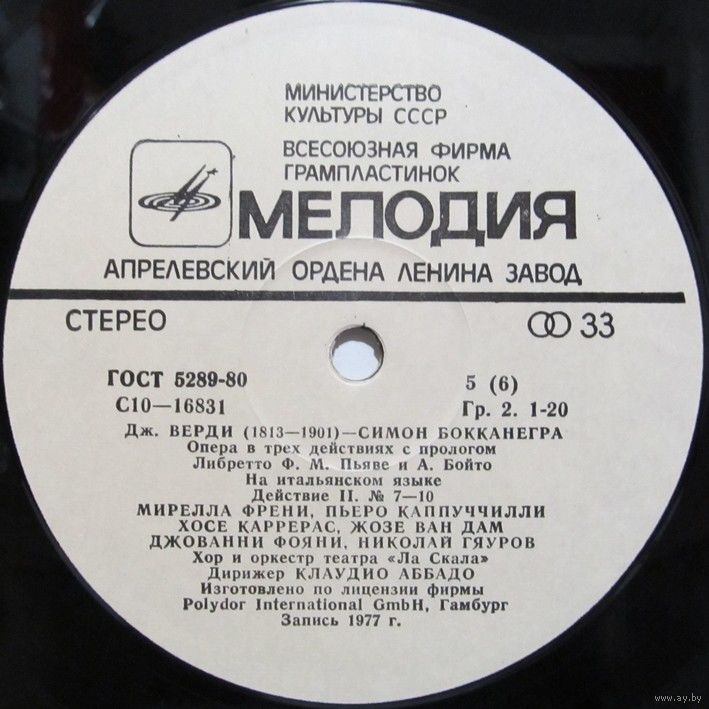 МИНИСТЕРСТВО
КУЛЬТУРЫ СССР
ВСЕСОЮЗНАЯ ФИРМА
ГРАМПЛАСТИНОК
МЕЛОДИЯ
АПРЕЛЕВСКИЙ ОРДЕНА ЛЕНИНА ЗАВОД
СТЕРЕО 33
ГОСТ 5289-80 5 (6)
С10—16831 Гр. 2. 1-20
Дж. ВЕРДИ (1813—1901)—СИМОН БОККАНЕГРА
Опера в трех действиях с прологом
Либретто Ф. М. Пьяве и А. Бойто
На итальянском языке
Действие II. № 7—10
МИРЕЛЛА ФРЕНИ, ПЬЕРО КАППУЧЧИЛЛИ
ХОСЕ КАРРЕРАС, ЖОЗЕ ВАН ДАМ
ДЖОВАННИ ФОЯНИ, НИКОЛАЙ ГЯУРОВ
Хор и оркестр театра «Ла Скала»
Дирижер КЛАУДИО АББАДО
Изготовлено по лицензии фирмы
Polydor International GmbH, Гамбург
Запись 1977 г.
www.ay.by